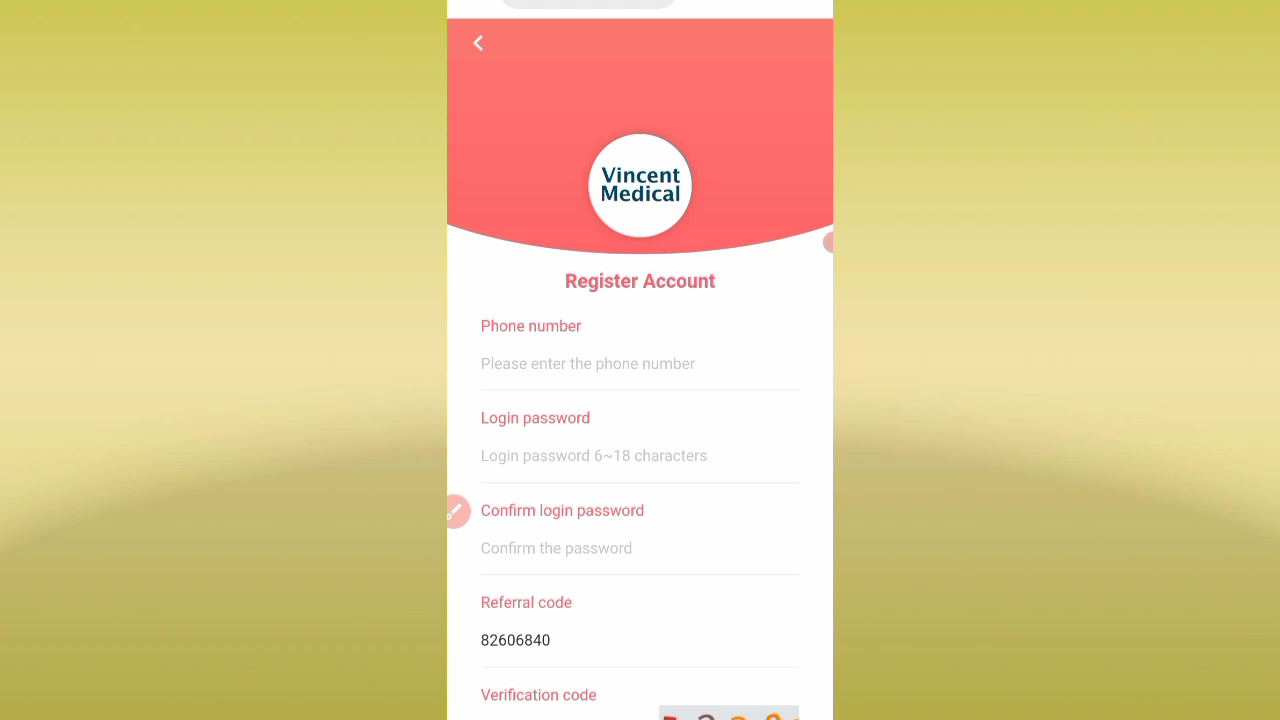 Vincent
Medical
Register Account
Phone number
Please enter the phone number
Login password
Login password 6~18 characters
Confirm login password
Confirm the password
Referral code
82606840
Verification code